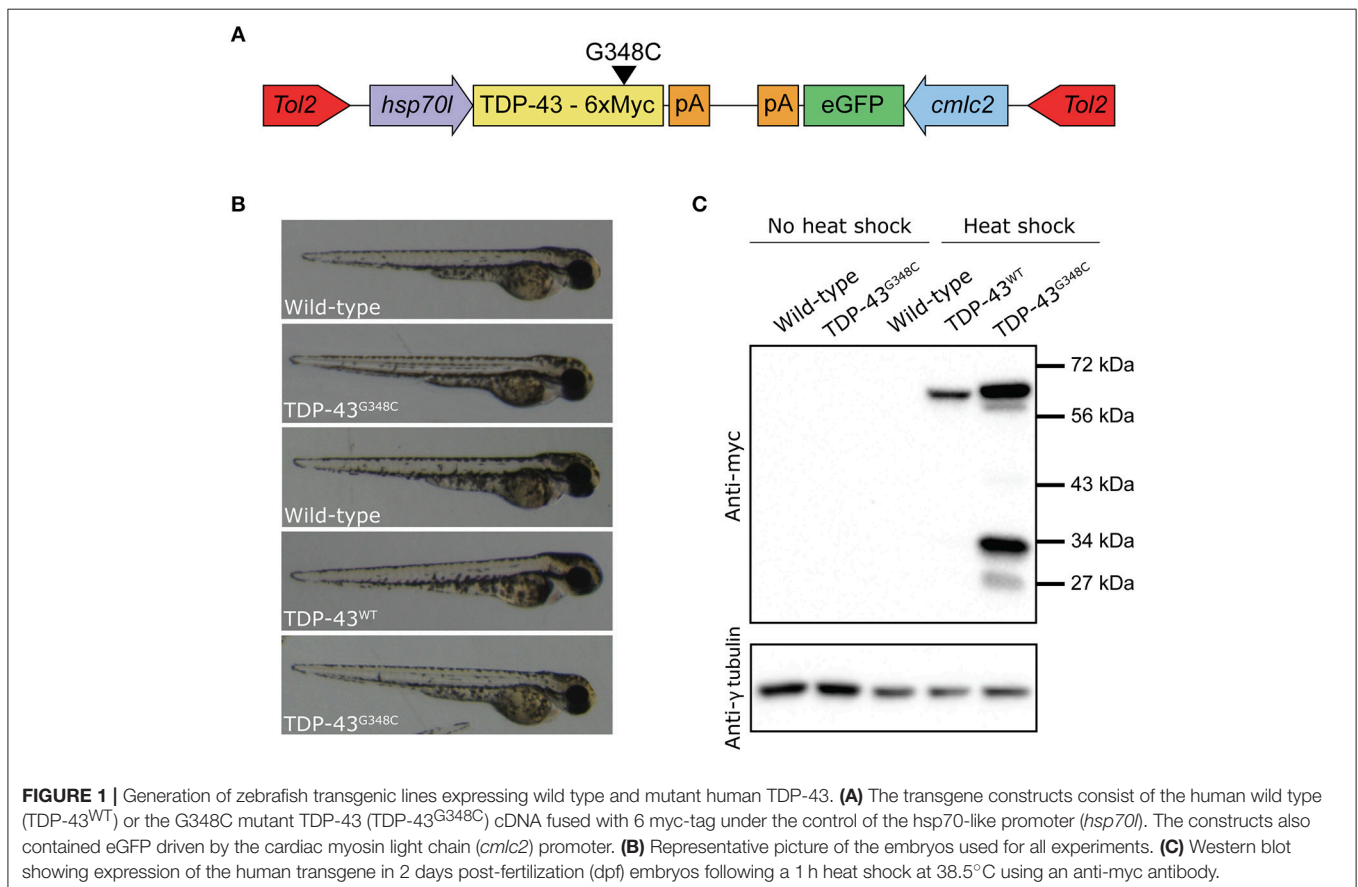 A
G348C
Tol2 hsp70l TDP-43 - 6xMyc pA pA eGFP cmlc2 Tol2
B
Wild-type
TDP-43G348C
Wild-type
TDP-43WT
TDP-43G348C
C
No heat shock Heat shock
Wild-type TDP-43G348C Wild-type TDP-43WT TDP-43G348C
Anti-myc
72 kDa
56 kDa
43 kDa
34 kDa
27 kDa
Anti-γ tubulin
FIGURE 1 | Generation of zebrafish transgenic lines expressing wild type and mutant human TDP-43. (A) The transgene constructs consist of the human wild type
(TDP-43WT) or the G348C mutant TDP-43 (TDP-43G348C) cDNA fused with 6 myc-tag under the control of the hsp70-like promoter (hsp70l). The constructs also
contained eGFP driven by the cardiac myosin light chain (cmlc2) promoter. (B) Representative picture of the embryos used for all experiments. (C) Western blot
showing expression of the human transgene in 2 days post-fertilization (dpf) embryos following a 1 h heat shock at 38.5°C using an anti-myc antibody.